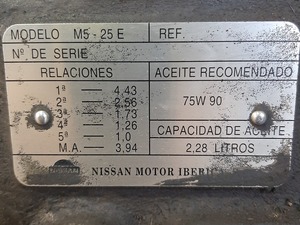 MODELO M5-25 E REF.
Nº DE SERIE
RELACIONES ACEITE RECOMENDADO
1ª — 4,43
2ª — 2,56 75W 90
3ª — 1,73
4ª — 1,26 CAPACIDAD DE ACEITE
5ª — 1,0
M.A. — 3,94 2,28 LITROS
NISSAN NISSAN MOTOR